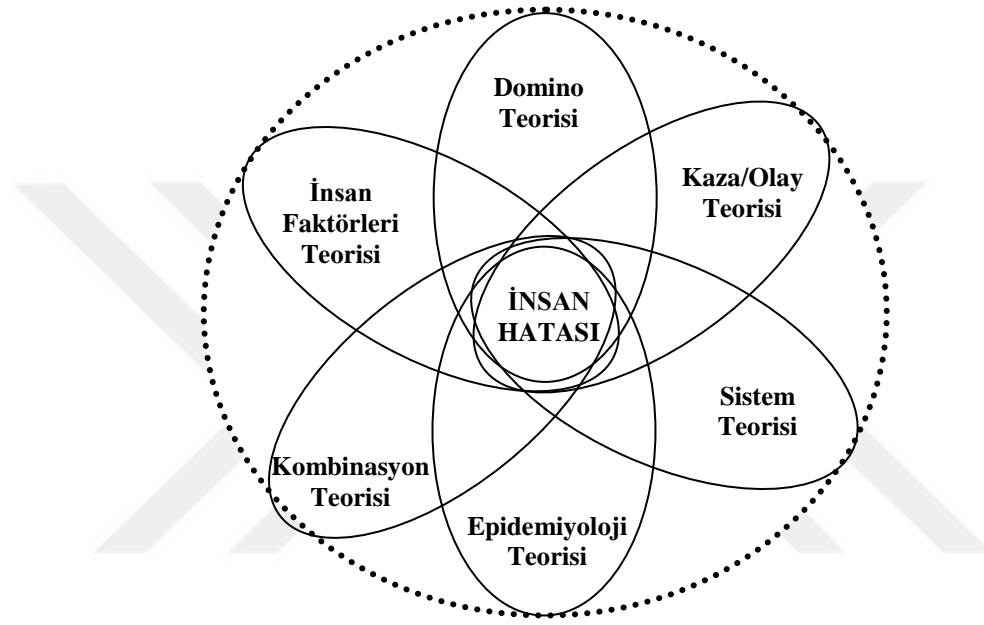 Domino
Teorisi
Kaza/Olay
Teorisi
İnsan
Faktörleri
Teorisi
İNSAN
HATASI
Sistem
Teorisi
Kombinasyon
Teorisi
Epidemiyoloji
Teorisi